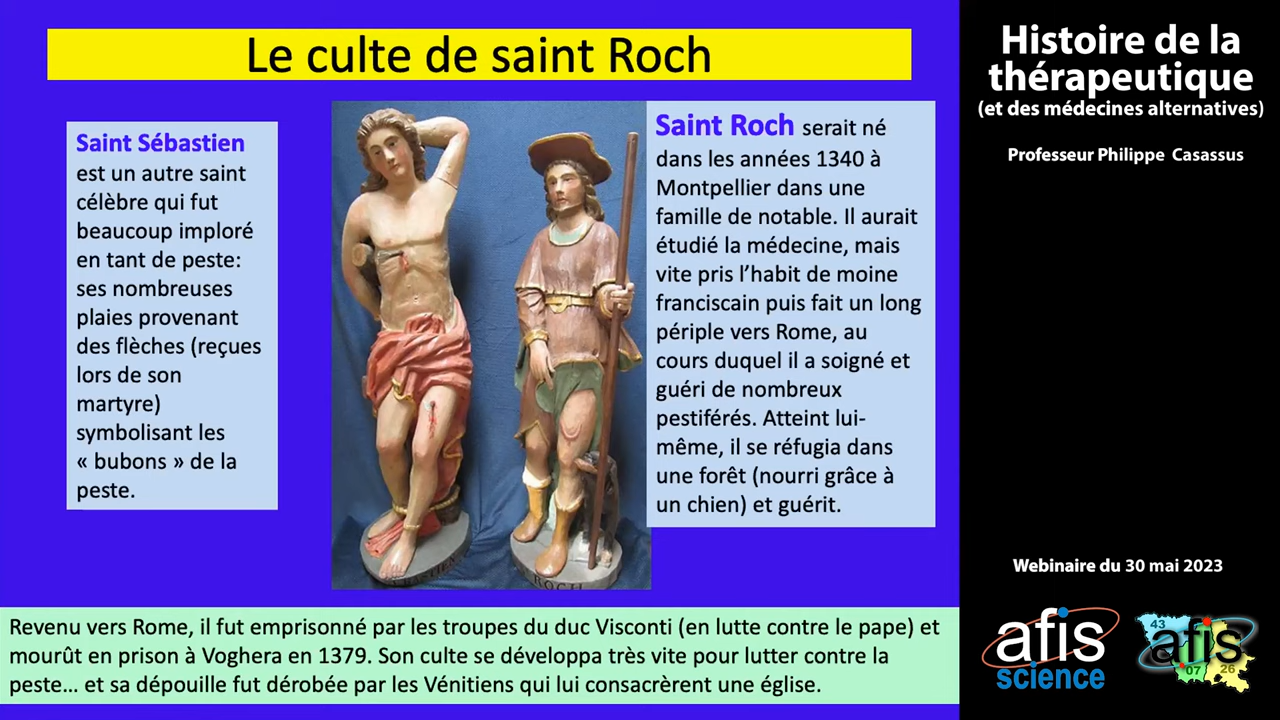 Le culte de saint Roch
Saint Sébastien
est un autre saint
célèbre qui fut
beaucoup imploré
en tant de peste:
ses nombreuses
plaies provenant
des flèches (reçues
lors de son
martyre)
symbolisant les
« bubons » de la
peste.
Saint Roch serait né
dans les années 1340 à
Montpellier dans une
famille de notable. Il aurait
étudié la médecine, mais
vite pris l’habit de moine
franciscain puis fait un long
périple vers Rome, au
cours duquel il a soigné et
guéri de nombreux
pestiférés. Atteint lui-
même, il se réfugia dans
une forêt (nourri grâce à
un chien) et guérit.
ROCH
Revenu vers Rome, il fut emprisonné par les troupes du duc Visconti (en lutte contre le pape) et
mourût en prison à Voghera en 1379. Son culte se développa très vite pour lutter contre la
peste… et sa dépouille fut dérobée par les Vénitiens qui lui consacrèrent une église.
Histoire de la
thérapeutique
(et des médecines alternatives)
Professeur Philippe Casassus
Webinaire du 30 mai 2023
afis
science
43
afis
07
26